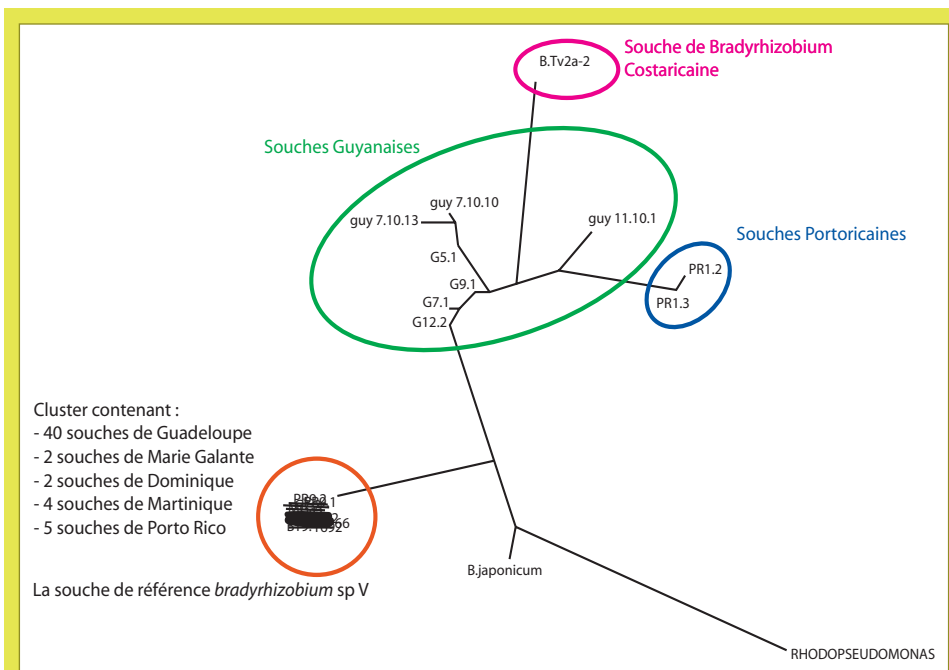 Souche de Bradyrhizobium
Costaricaine
B.Tv2a-2
Souches Guyanaises
guy 7.10.10
guy 7.10.13
guy 11.10.1
Souches Portoricaines
G5.1
PR1.2
G9.1
PR1.3
G7.1
G12.2
Cluster contenant :
- 40 souches de Guadeloupe
- 2 souches de Marie Galante
- 2 souches de Dominique
- 4 souches de Martinique
- 5 souches de Porto Rico
B.japonicum
La souche de référence bradyrhizobium sp V
RHODOPSEUDOMONAS